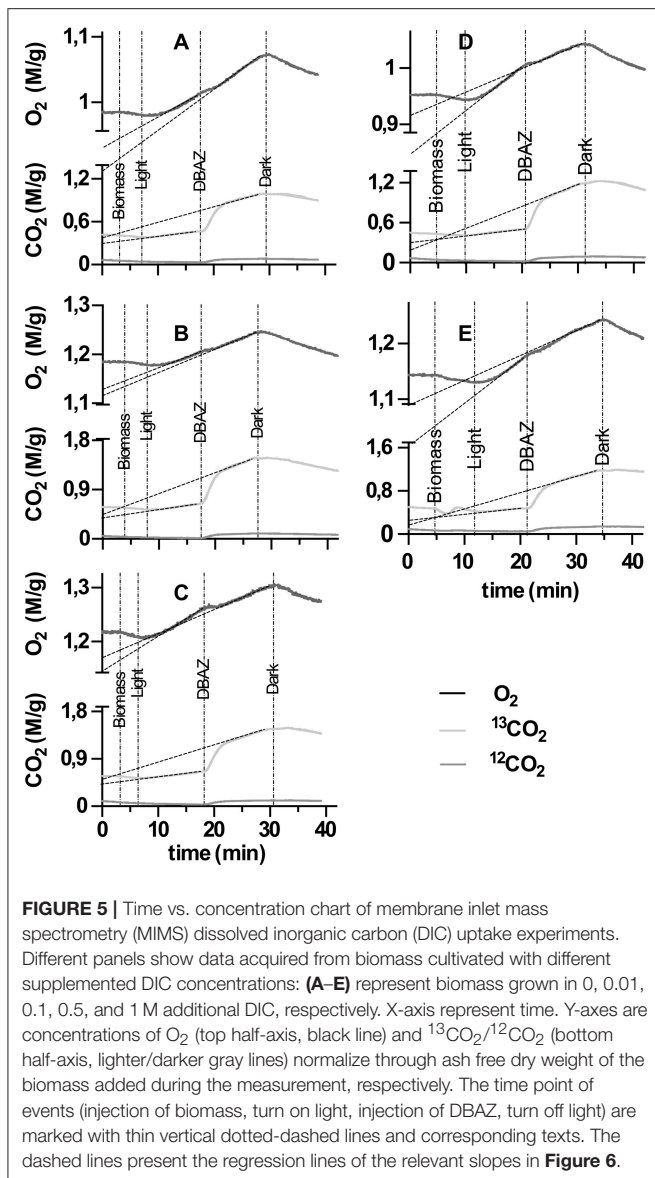 1,1
A
O₂ (M/g)
1
1,2
CO₂ (M/g)
0,6
0
Biomass
Light
DBAZ
Dark
1,3
B
O₂ (M/g)
1,2
1,1
1,8
CO₂ (M/g)
0,9
0
Biomass
Light
DBAZ
Dark
1,3
C
O₂ (M/g)
1,2
1,8
CO₂ (M/g)
0,9
0
Biomass
Light
DBAZ
Dark
0 10 20 30 40
time (min)
D
O₂ (M/g)
1
0,9
1,2
CO₂ (M/g)
0,6
0
Biomass
Light
DBAZ
Dark
E
O₂ (M/g)
1,2
1,1
1,6
CO₂ (M/g)
0,8
0
Biomass
Light
DBAZ
Dark
0 10 20 30 40
time (min)
O₂
¹³CO₂
¹²CO₂
FIGURE 5 | Time vs. concentration chart of membrane inlet mass
spectrometry (MIMS) dissolved inorganic carbon (DIC) uptake experiments.
Different panels show data acquired from biomass cultivated with different
supplemented DIC concentrations: (A–E) represent biomass grown in 0, 0.01,
0.1, 0.5, and 1 M additional DIC, respectively. X-axis represent time. Y-axes are
concentrations of O₂ (top half-axis, black line) and ¹³CO₂/¹²CO₂ (bottom
half-axis, lighter/darker gray lines) normalize through ash free dry weight of the
biomass added during the measurement, respectively. The time point of
events (injection of biomass, turn on light, injection of DBAZ, turn off light) are
marked with thin vertical dotted-dashed lines and corresponding texts. The
dashed lines present the regression lines of the relevant slopes in Figure 6.